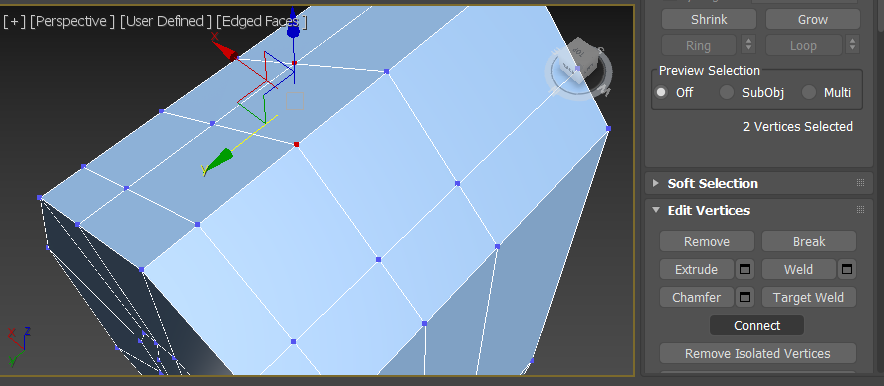 [ + ] [Perspective ] [User Defined ] [Edged Faces ]
x
y
x
z
y
Shrink
Grow
Ring
Loop
Preview Selection
Off
SubObj
Multi
2 Vertices Selected
Soft Selection
Edit Vertices
Remove
Break
Extrude
Weld
Chamfer
Target Weld
Connect
Remove Isolated Vertices